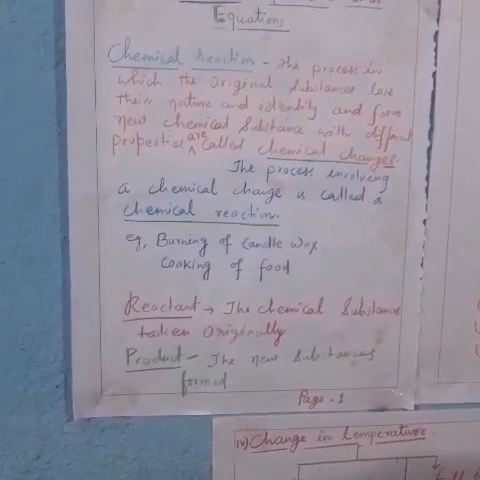 Equations
Chemical reaction - The process in
which the original substances lose
their nature and identity and form
new chemical substance with different
properties are called chemical changes.
The process involving
a chemical change is called a
chemical reaction.
eg, Burning of candle wax
Cooking of food
Reactant → The chemical substances
taken originally
Product - The new substances
formed
Page - 1
iv) Change in temperature